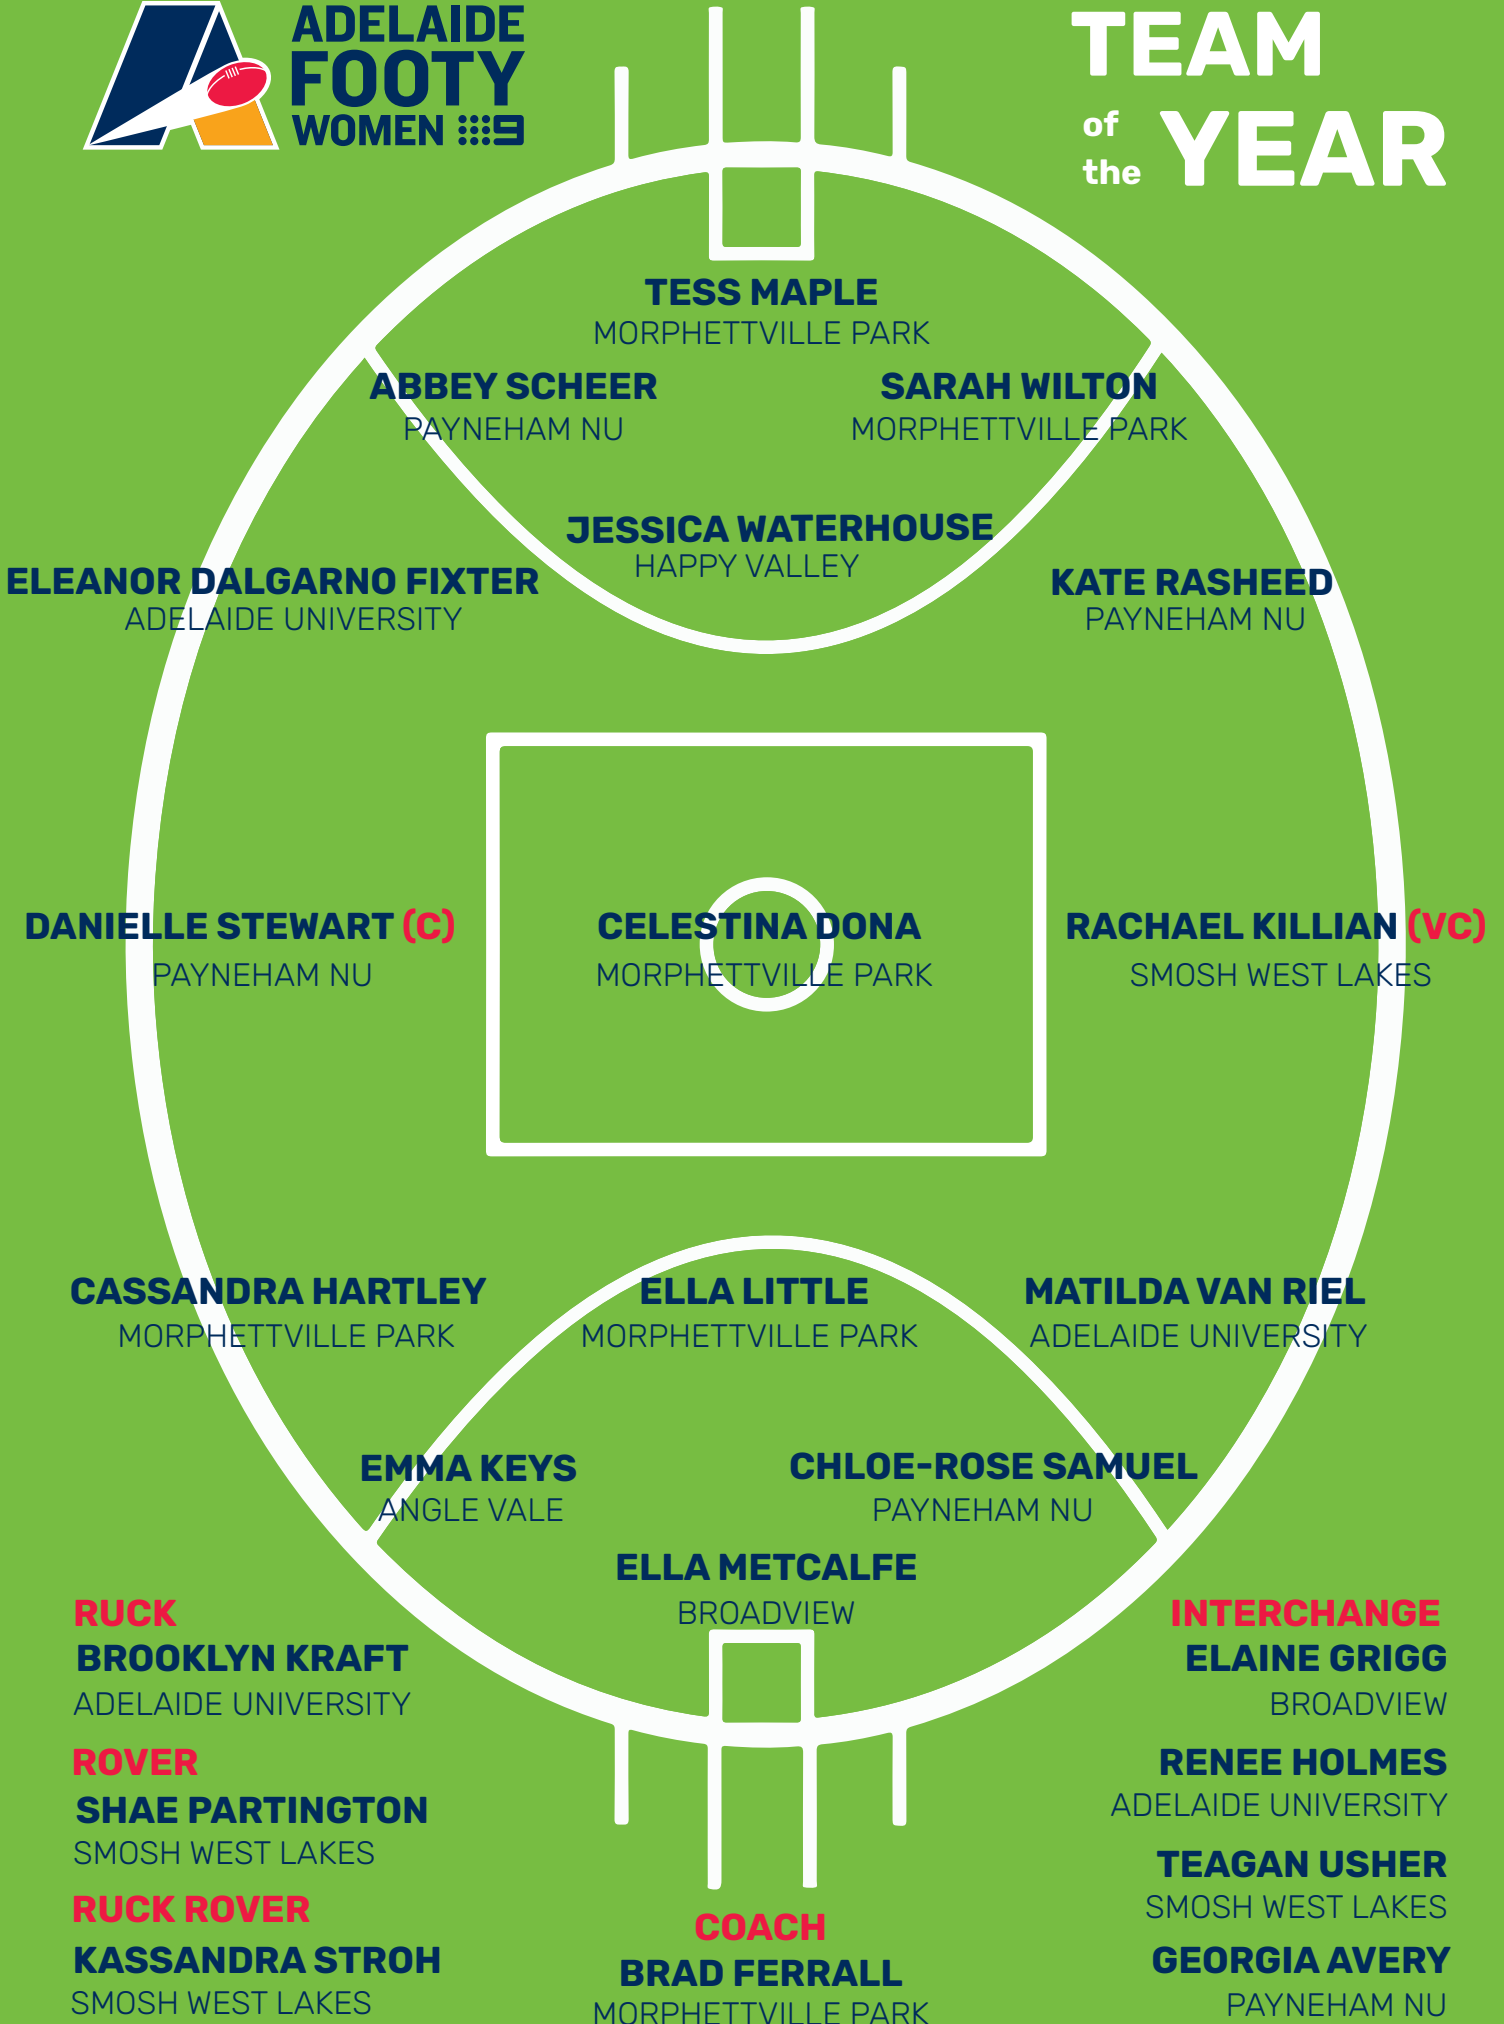 ADELAIDE
FOOTY
WOMEN 9
TEAM
of the YEAR
TESS MAPLE
MORPHETTVILLE PARK
ABBEY SCHEER
PAYNEHAM NU
SARAH WILTON
MORPHETTVILLE PARK
JESSICA WATERHOUSE
HAPPY VALLEY
ELEANOR DALGARNO FIXTER
ADELAIDE UNIVERSITY
KATE RASHEED
PAYNEHAM NU
DANIELLE STEWART (C)
PAYNEHAM NU
CELESTINA DONA
MORPHETTVILLE PARK
RACHAEL KILLIAN (VC)
SMOSH WEST LAKES
CASSANDRA HARTLEY
MORPHETTVILLE PARK
ELLA LITTLE
MORPHETTVILLE PARK
MATILDA VAN RIEL
ADELAIDE UNIVERSITY
EMMA KEYS
ANGLE VALE
CHLOE-ROSE SAMUEL
PAYNEHAM NU
ELLA METCALFE
BROADVIEW
RUCK
BROOKLYN KRAFT
ADELAIDE UNIVERSITY
ROVER
SHAE PARTINGTON
SMOSH WEST LAKES
RUCK ROVER
KASSANDRA STROH
SMOSH WEST LAKES
COACH
BRAD FERRALL
MORPHETTVILLE PARK
INTERCHANGE
ELAINE GRIGG
BROADVIEW
RENEE HOLMES
ADELAIDE UNIVERSITY
TEAGAN USHER
SMOSH WEST LAKES
GEORGIA AVERY
PAYNEHAM NU